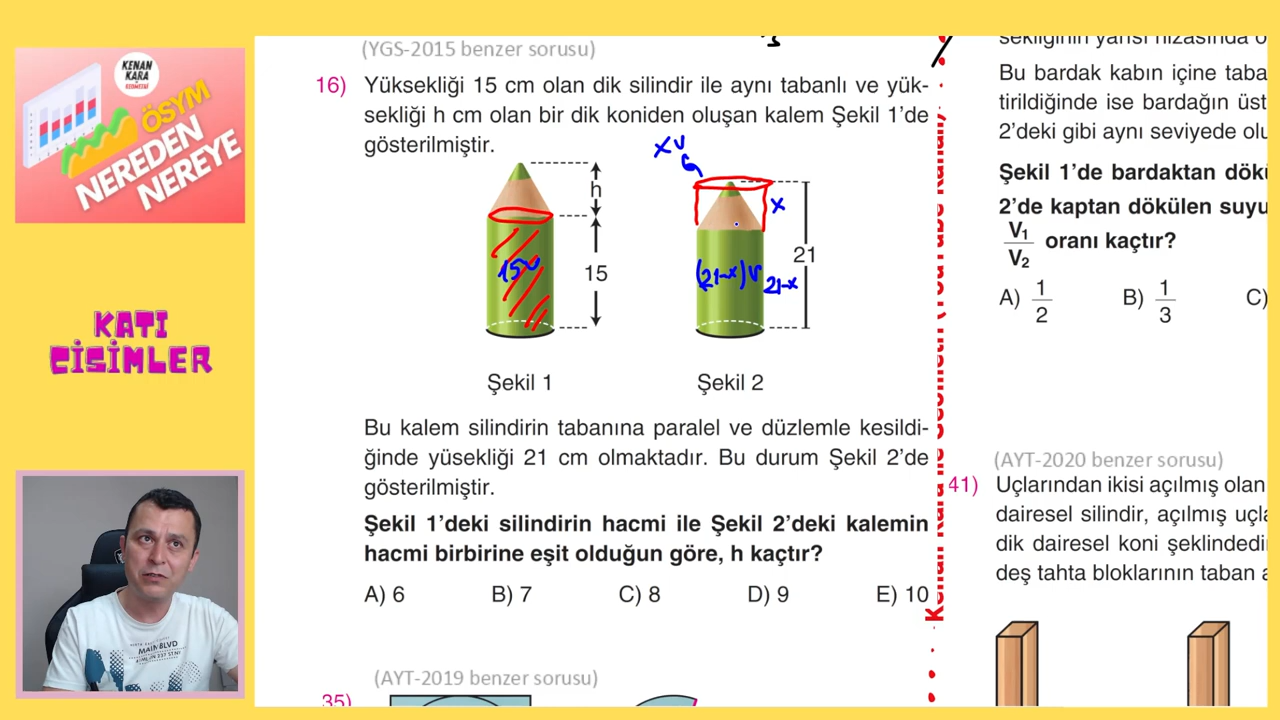 KENAN
KARA
ÖSYM
NEREDEN
NEREYE
KATI
CİSİMLER
MAIN BLVD
(YGS-2015 benzer sorusu)
16) Yüksekliği 15 cm olan dik silindir ile aynı tabanlı ve yük-
sekliği h cm olan bir dik koniden oluşan kalem Şekil 1'de
gösterilmiştir.
h
15
15v
Şekil 1
xv
x
(21-x)v
21-x
21
Şekil 2
Bu kalem silindirin tabanına paralel ve düzlemle kesildi-
ğinde yüsekliği 21 cm olmaktadır. Bu durum Şekil 2'de
gösterilmiştir.
Şekil 1'deki silindirin hacmi ile Şekil 2'deki kalemin
hacmi birbirine eşit olduğun göre, h kaçtır?
A) 6 B) 7 C) 8 D) 9 E) 10
(AYT-2019 benzer sorusu)
35)
sekliğinin yarısı hizasında o
Bu bardak kabın içine taba
tirildiğinde ise bardağın üst
2'deki gibi aynı seviyede olu
Şekil 1'de bardaktan dökü
2'de kaptan dökülen suyu
V1/V2 oranı kaçtır?
A) 1/2 B) 1/3 C)
(AYT-2020 benzer sorusu)
41) Uçlarından ikisi açılmış olan
dairesel silindir, açılmış uçla
dik dairesel koni şeklindedi
deş tahta bloklarının taban a